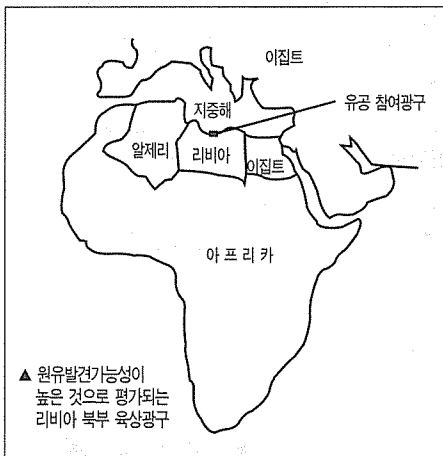 이집트
유공 참여광구
지중해
알제리
리비아
이집트
아 프 리 카
▲ 원유발견가능성이
높은 것으로 평가되는
리비아 북부 육상광구